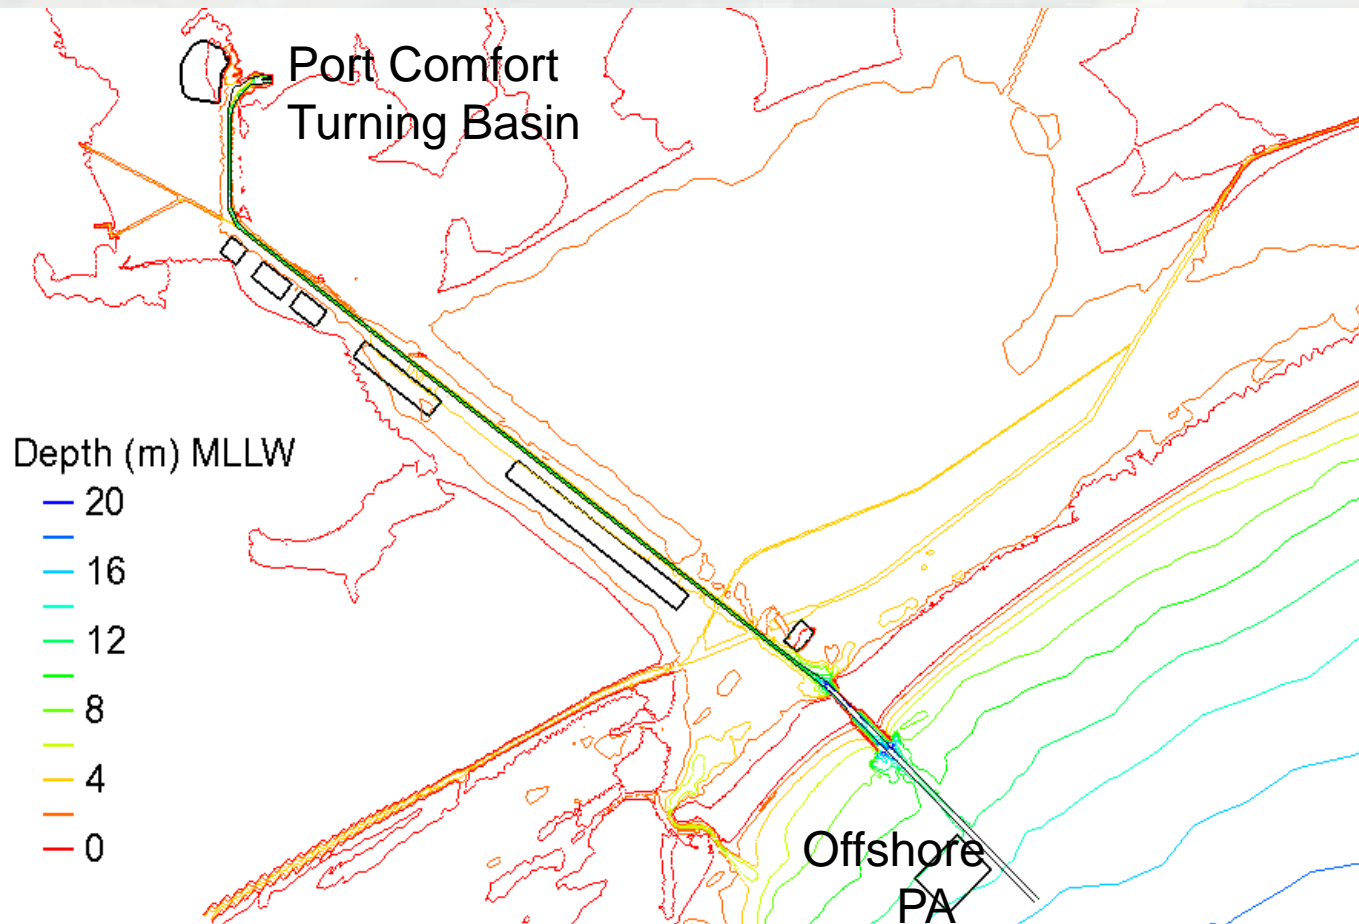 Port Comfort
Turning Basin
Depth (m) MLLW
20
16
12
8
4
0
Offshore
PA